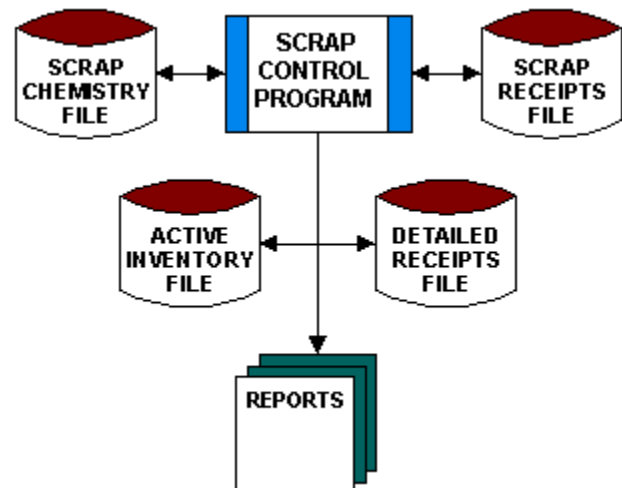 SCRAP
CHEMISTRY
FILE
SCRAP
CONTROL
PROGRAM
SCRAP
RECEIPTS
FILE
ACTIVE
INVENTORY
FILE
DETAILED
RECEIPTS
FILE
REPORTS